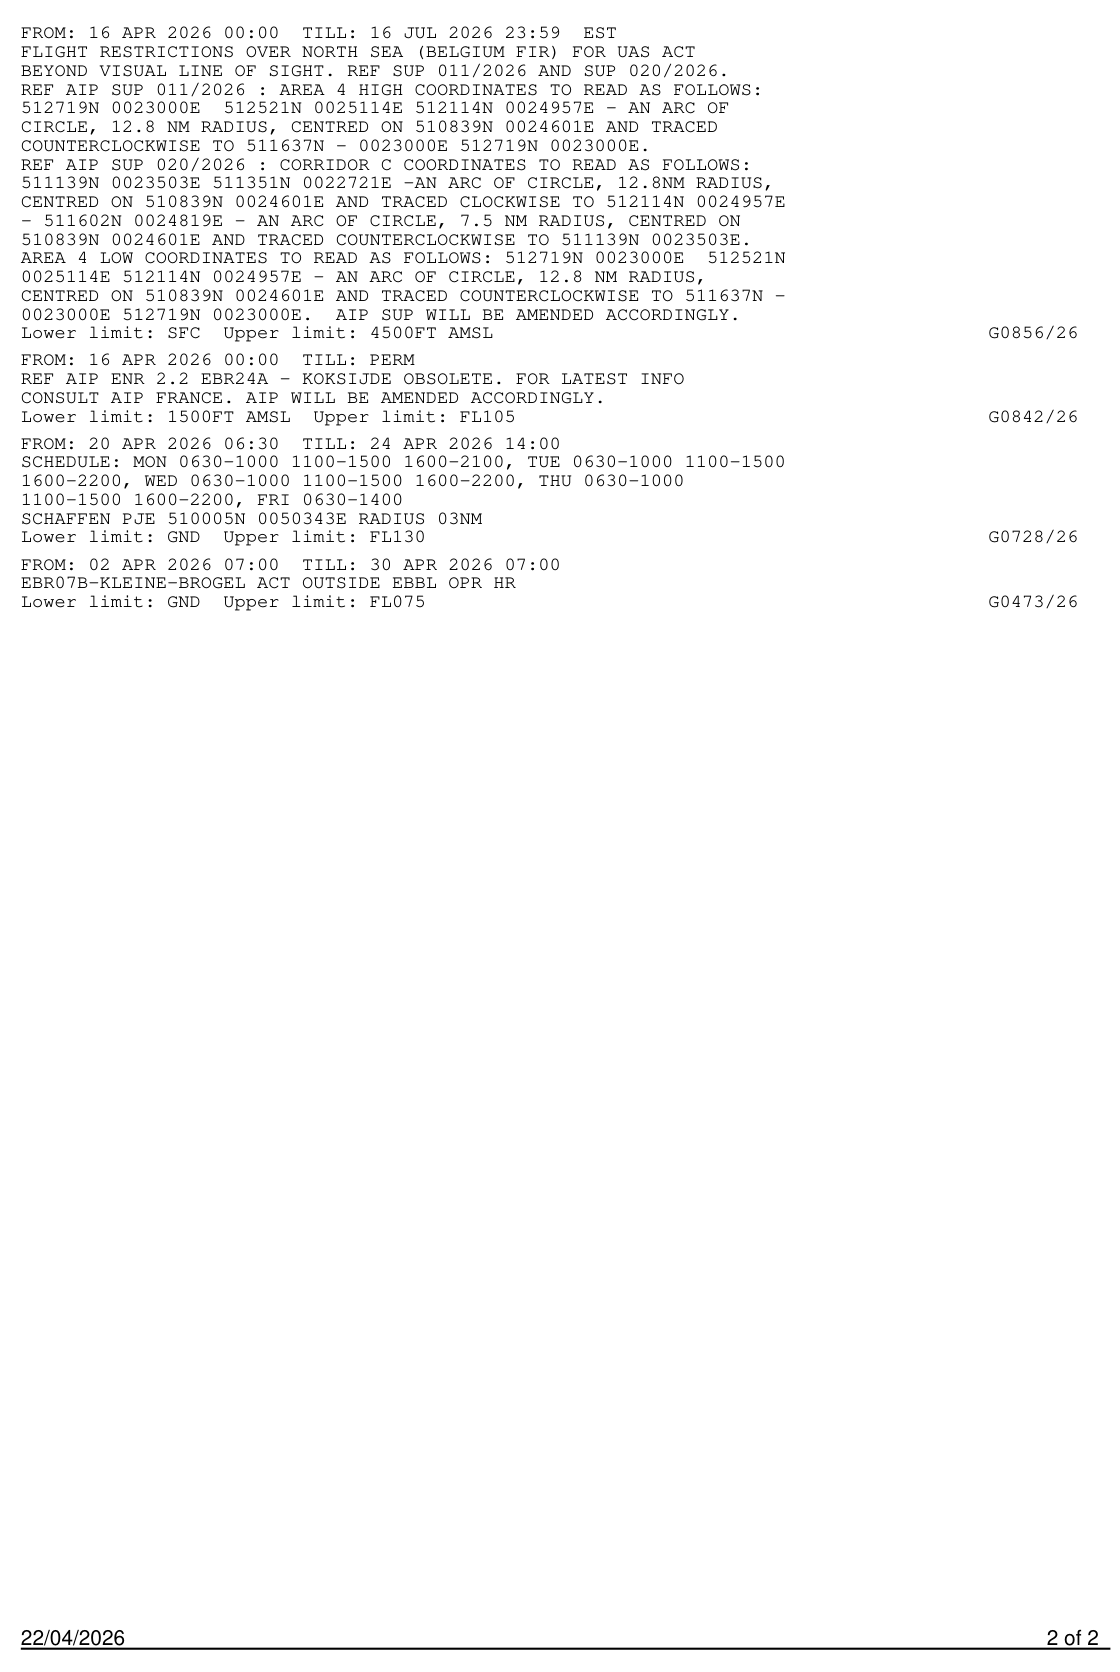 FROM: 16 APR 2026 00:00  TILL: 16 JUL 2026 23:59  EST
FLIGHT RESTRICTIONS OVER NORTH SEA (BELGIUM FIR) FOR UAS ACT
BEYOND VISUAL LINE OF SIGHT. REF SUP 011/2026 AND SUP 020/2026.
REF AIP SUP 011/2026 : AREA 4 HIGH COORDINATES TO READ AS FOLLOWS:
512719N 0023000E  512521N 0025114E 512114N 0024957E - AN ARC OF
CIRCLE, 12.8 NM RADIUS, CENTRED ON 510839N 0024601E AND TRACED
COUNTERCLOCKWISE TO 511637N - 0023000E 512719N 0023000E.
REF AIP SUP 020/2026 : CORRIDOR C COORDINATES TO READ AS FOLLOWS:
511139N 0023503E 511351N 0022721E -AN ARC OF CIRCLE, 12.8NM RADIUS,
CENTRED ON 510839N 0024601E AND TRACED CLOCKWISE TO 512114N 0024957E
- 511602N 0024819E - AN ARC OF CIRCLE, 7.5 NM RADIUS, CENTRED ON
510839N 0024601E AND TRACED COUNTERCLOCKWISE TO 511139N 0023503E.
AREA 4 LOW COORDINATES TO READ AS FOLLOWS: 512719N 0023000E  512521N
0025114E 512114N 0024957E - AN ARC OF CIRCLE, 12.8 NM RADIUS,
CENTRED ON 510839N 0024601E AND TRACED COUNTERCLOCKWISE TO 511637N -
0023000E 512719N 0023000E.  AIP SUP WILL BE AMENDED ACCORDINGLY.
Lower limit: SFC  Upper limit: 4500FT AMSL G0856/26
FROM: 16 APR 2026 00:00  TILL: PERM
REF AIP ENR 2.2 EBR24A - KOKSIJDE OBSOLETE. FOR LATEST INFO
CONSULT AIP FRANCE. AIP WILL BE AMENDED ACCORDINGLY.
Lower limit: 1500FT AMSL  Upper limit: FL105 G0842/26
FROM: 20 APR 2026 06:30  TILL: 24 APR 2026 14:00
SCHEDULE: MON 0630-1000 1100-1500 1600-2100, TUE 0630-1000 1100-1500
1600-2200, WED 0630-1000 1100-1500 1600-2200, THU 0630-1000
1100-1500 1600-2200, FRI 0630-1400
SCHAFFEN PJE 510005N 0050343E RADIUS 03NM
Lower limit: GND  Upper limit: FL130 G0728/26
FROM: 02 APR 2026 07:00  TILL: 30 APR 2026 07:00
EBR07B-KLEINE-BROGEL ACT OUTSIDE EBBL OPR HR
Lower limit: GND  Upper limit: FL075 G0473/26
22/04/2026 2 of 2